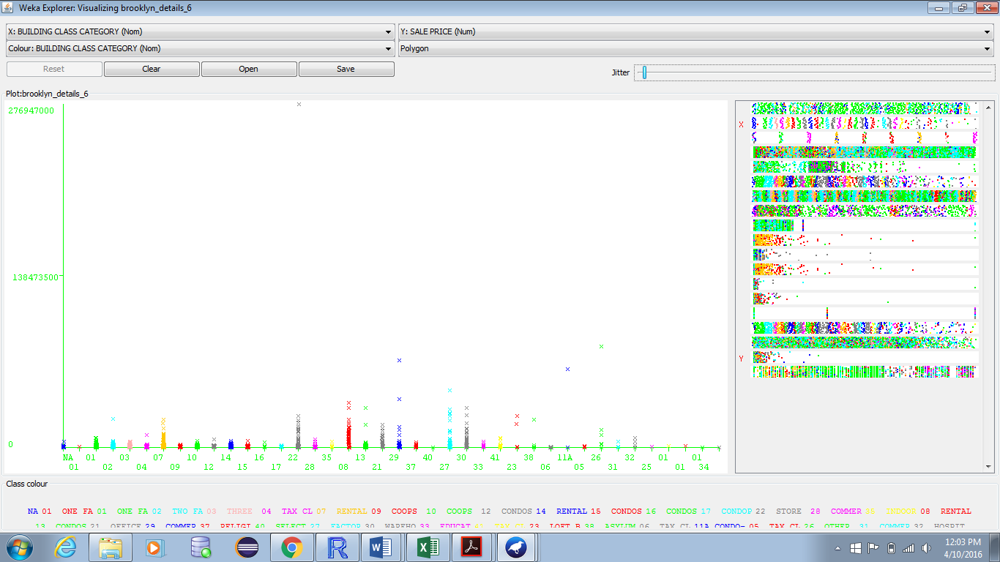 Weka Explorer: Visualizing brooklyn_details_6
X: BUILDING CLASS CATEGORY (Nom) Y: SALE PRICE (Num)
Colour: BUILDING CLASS CATEGORY (Nom) Polygon
Reset Clear Open Save Jitter
Plot:brooklyn_details_6
276947000
X
138473500
Y
0
NA 01 03 07 10 14 16 22 35 13 29 40 30 41 38 11A 26 32 01 01
01 02 04 09 12 15 17 28 08 21 37 27 33 23 06 05 31 25 01 34
Class colour
NA 01 ONE FA 01 ONE FA 02 TWO FA 03 THREE 04 TAX CL 07 RENTAL 09 COOPS 10 COOPS 12 CONDOS 14 RENTAL 15 CONDOS 16 CONDOS 17 CONDOP 22 STORE 28 COMMER 35 INDOOR 08 RENTAL
13 CONDOS 21 OFFICE 29 COMMER 37 RELIGI 40 SELECT 27 FACTOR 30 WAREHO 33 EDUCAT 41 TAX CL 23 LOFT B 38 ASYLUM 06 TAX CL 11A CONDO- 05 TAX CL 26 OTHER 31 COMMER 32 HOSPIT
12:03 PM
4/10/2016